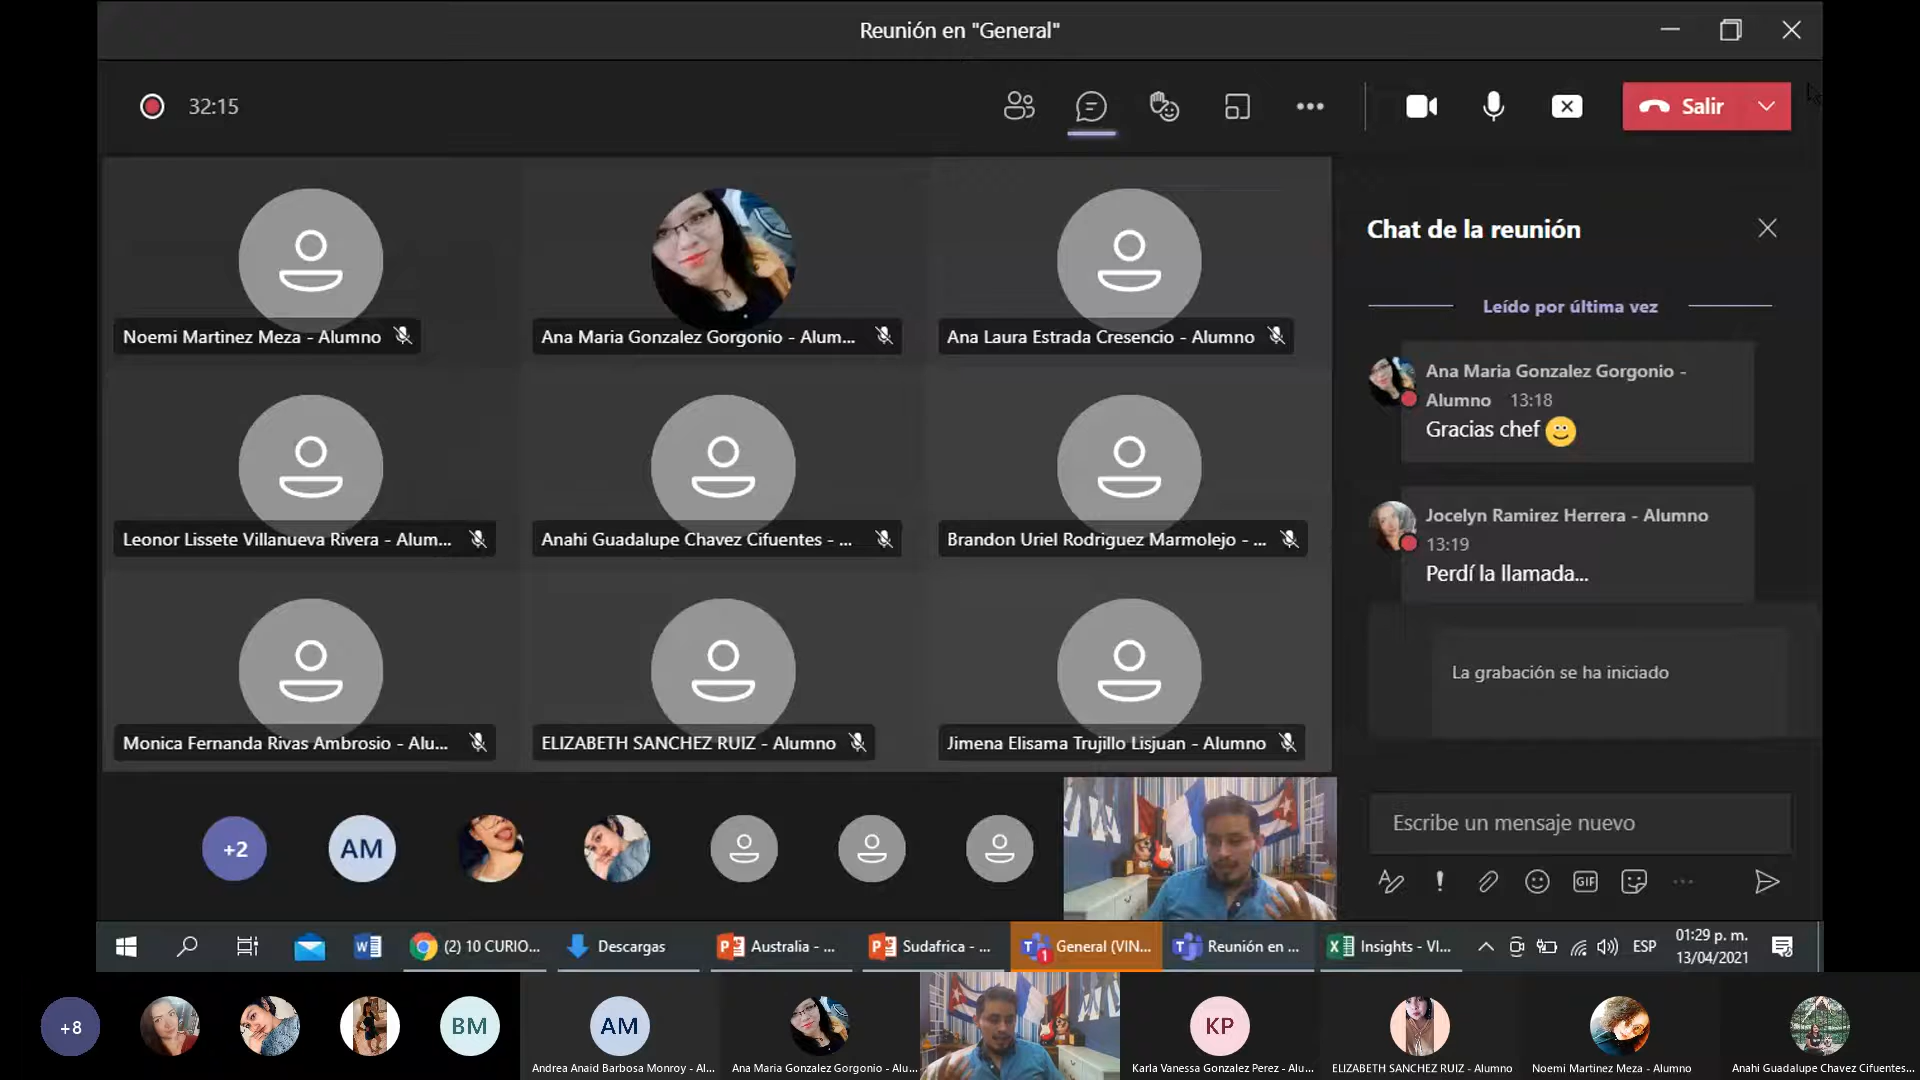 Reunión en "General"
32:15
Salir
Noemi Martinez Meza - Alumno
Ana Maria Gonzalez Gorgonio - Alum...
Ana Laura Estrada Cresencio - Alumno
Leonor Lissete Villanueva Rivera - Alum...
Anahi Guadalupe Chavez Cifuentes - ...
Brandon Uriel Rodriguez Marmolejo - ...
Monica Fernanda Rivas Ambrosio - Alu...
ELIZABETH SANCHEZ RUIZ - Alumno
Jimena Elisama Trujillo Lisjuan - Alumno
+2
AM
Chat de la reunión
Leído por última vez
Ana Maria Gonzalez Gorgonio -
Alumno 13:18
Gracias chef
Jocelyn Ramirez Herrera - Alumno
13:19
Perdí la llamada...
La grabación se ha iniciado
Escribe un mensaje nuevo
GIF
(2) 10 CURIO...
Descargas
Australia - ...
Sudafrica - ...
General (VIN...
1
Reunión en ...
Insights - VI...
ESP
01:29 p. m.
13/04/2021
+8
BM
AM
KP
Andrea Anaid Barbosa Monroy - Al...
Ana Maria Gonzalez Gorgonio - Alu...
Karla Vanessa Gonzalez Perez - Alu...
ELIZABETH SANCHEZ RUIZ - Alumno
Noemi Martinez Meza - Alumno
Anahi Guadalupe Chavez Cifuentes...